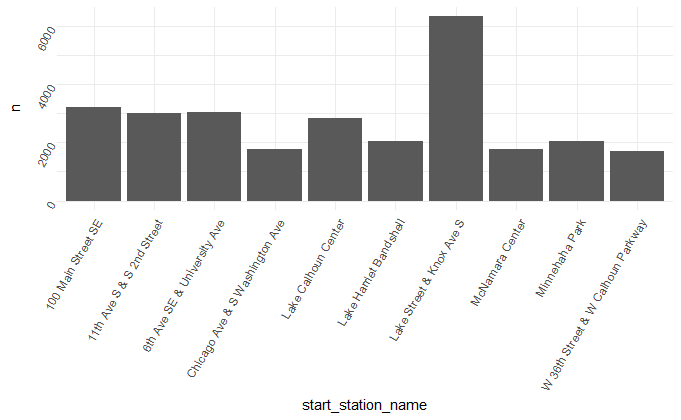 n
6000
4000
2000
0
100 Main Street SE
11th Ave S & S 2nd Street
6th Ave SE & University Ave
Chicago Ave & S Washington Ave
Lake Calhoun Center
Lake Harriet Bandshell
Lake Street & Knox Ave S
McNamara Center
Minnehaha Park
W 36th Street & W Calhoun Parkway
start_station_name